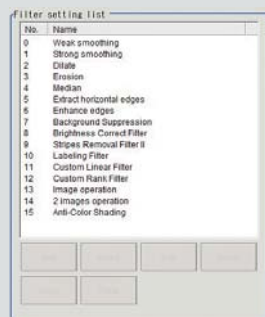 Filter setting list
No. Name
0 Weak smoothing
1 Strong smoothing
2 Dilate
3 Erosion
4 Median
5 Extract horizontal edges
6 Enhance edges
7 Background Suppression
8 Brightness Correct Filter
9 Stripes Removal Filter II
10 Labeling Filter
11 Custom Linear Filter
12 Custom Rank Filter
13 Image operation
14 2 images operation
15 Anti-Color Shading